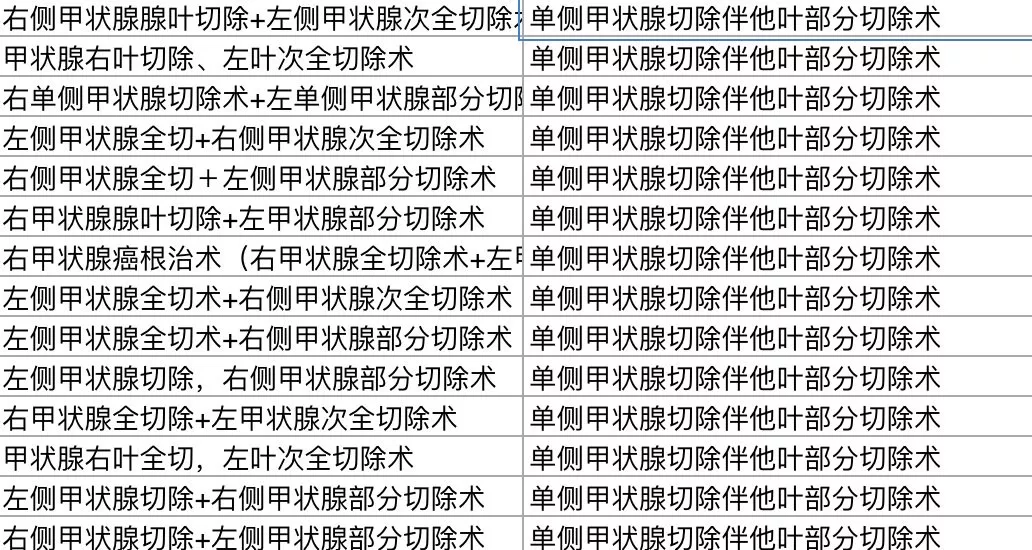 右侧甲状腺腺叶切除+左侧甲状腺次全切除 单侧甲状腺切除伴他叶部分切除术
甲状腺右叶切除、左叶次全切除术 单侧甲状腺切除伴他叶部分切除术
右单侧甲状腺切除术+左单侧甲状腺部分切 单侧甲状腺切除伴他叶部分切除术
左侧甲状腺全切+右侧甲状腺次全切除术 单侧甲状腺切除伴他叶部分切除术
右侧甲状腺全切＋左侧甲状腺部分切除术 单侧甲状腺切除伴他叶部分切除术
右甲状腺腺叶切除+左甲状腺部分切除术 单侧甲状腺切除伴他叶部分切除术
右甲状腺癌根治术（右甲状腺全切除术+左 单侧甲状腺切除伴他叶部分切除术
左侧甲状腺全切术+右侧甲状腺次全切除术 单侧甲状腺切除伴他叶部分切除术
左侧甲状腺全切术+右侧甲状腺部分切除术 单侧甲状腺切除伴他叶部分切除术
左侧甲状腺切除，右侧甲状腺部分切除术 单侧甲状腺切除伴他叶部分切除术
右甲状腺全切除+左甲状腺次全切除术 单侧甲状腺切除伴他叶部分切除术
甲状腺右叶全切，左叶次全切除术 单侧甲状腺切除伴他叶部分切除术
左侧甲状腺切除+右侧甲状腺部分切除术 单侧甲状腺切除伴他叶部分切除术
右侧甲状腺切除+左侧甲状腺部分切除术 单侧甲状腺切除伴他叶部分切除术